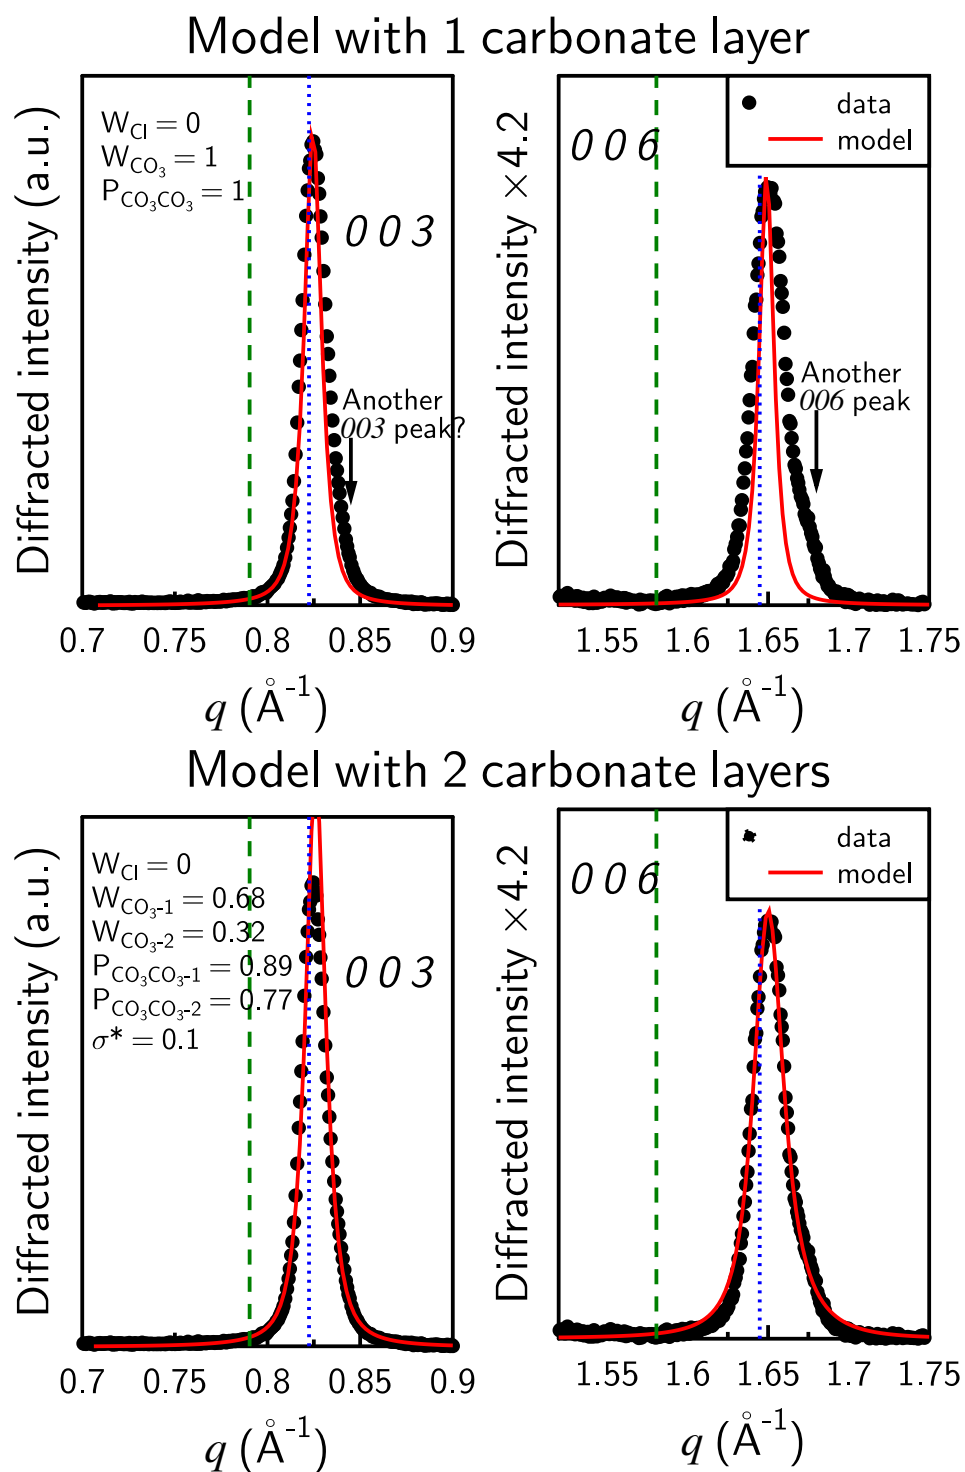 Model with 1 carbonate layer
Diffracted intensity (a.u.)
W_Cl = 0
W_CO₃ = 1
P_CO₃CO₃ = 1
0 0 3
Another
003 peak?
0.7 0.75 0.8 0.85 0.9
q (Å⁻¹)
Diffracted intensity ×4.2
0 0 6
data
model
Another
006 peak
1.55 1.6 1.65 1.7 1.75
q (Å⁻¹)
Model with 2 carbonate layers
Diffracted intensity (a.u.)
W_Cl = 0
W_CO₃-1 = 0.68
W_CO₃-2 = 0.32
P_CO₃CO₃-1 = 0.89
P_CO₃CO₃-2 = 0.77
σ* = 0.1
0 0 3
0.7 0.75 0.8 0.85 0.9
q (Å⁻¹)
Diffracted intensity ×4.2
0 0 6
data
model
1.55 1.6 1.65 1.7 1.75
q (Å⁻¹)